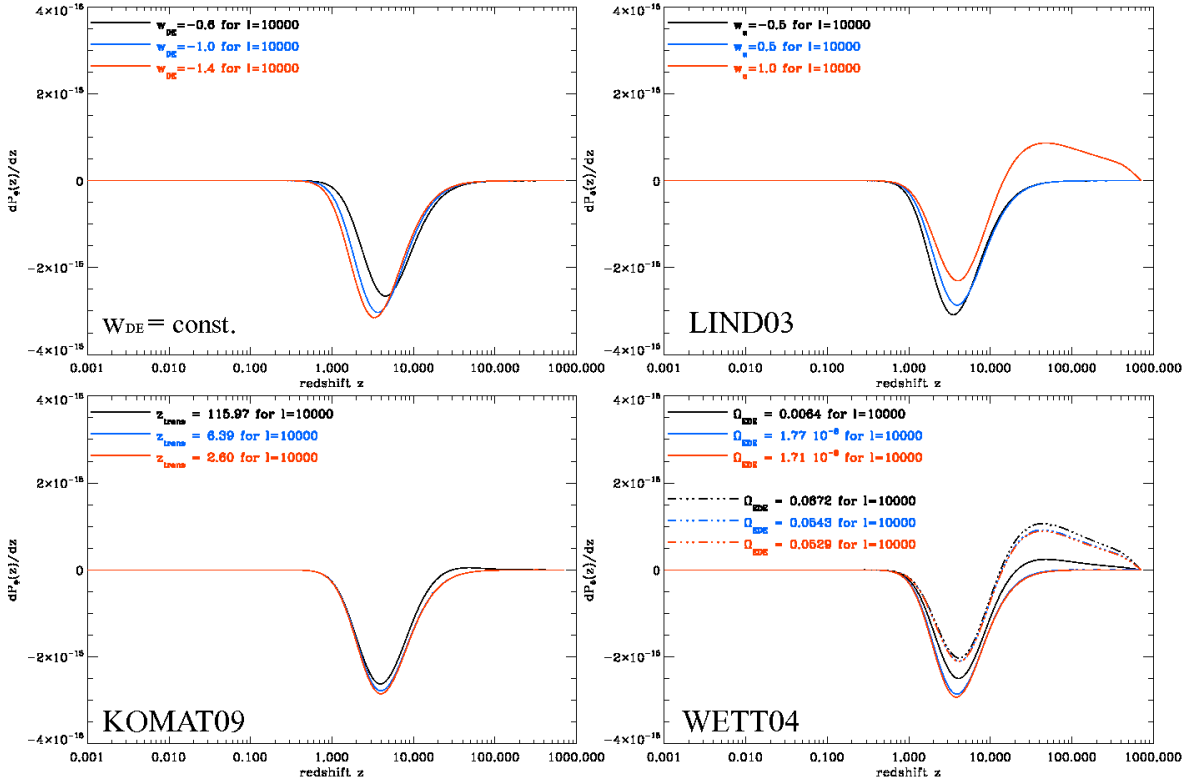 4×10⁻¹⁵
w_DE=−0.6 for l=10000
w_DE=−1.0 for l=10000
w_DE=−1.4 for l=10000
2×10⁻¹⁵
0
−2×10⁻¹⁵
−4×10⁻¹⁵
dP_Φ(z)/dz
w_DE = const.
0.001 0.010 0.100 1.000 10.000 100.000 1000.000
redshift z
4×10⁻¹⁵
w_a=−0.5 for l=10000
w_a=0.5 for l=10000
w_a=1.0 for l=10000
2×10⁻¹⁵
0
−2×10⁻¹⁵
−4×10⁻¹⁵
dP_Φ(z)/dz
LIND03
0.001 0.010 0.100 1.000 10.000 100.000 1000.000
redshift z
4×10⁻¹⁵
z_trans = 115.97 for l=10000
z_trans = 6.39 for l=10000
z_trans = 2.60 for l=10000
2×10⁻¹⁵
0
−2×10⁻¹⁵
−4×10⁻¹⁵
dP_Φ(z)/dz
KOMAT09
0.001 0.010 0.100 1.000 10.000 100.000 1000.000
redshift z
4×10⁻¹⁵
Ω_EDE = 0.0064 for l=10000
Ω_EDE = 1.77 for l=10000
Ω_EDE = 1.71 for l=10000
2×10⁻¹⁵
Ω_EDE = 0.0672 for l=10000
Ω_EDE = 0.0543 for l=10000
Ω_EDE = 0.0529 for l=10000
0
−2×10⁻¹⁵
−4×10⁻¹⁵
dP_Φ(z)/dz
WETT04
0.001 0.010 0.100 1.000 10.000 100.000 1000.000
redshift z